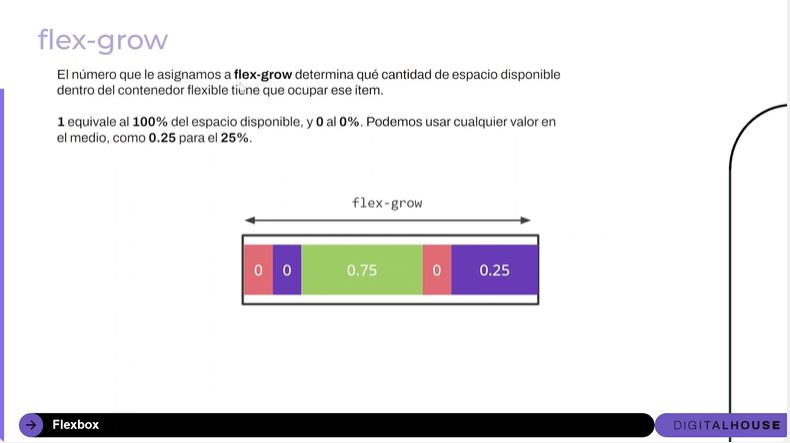 flex-grow
El número que le asignamos a flex-grow determina qué cantidad de espacio disponible
dentro del contenedor flexible tiene que ocupar ese ítem.
1 equivale al 100% del espacio disponible, y 0 al 0%. Podemos usar cualquier valor en
el medio, como 0.25 para el 25%.
flex-grow
0 0 0.75 0 0.25
Flexbox
DIGITALHOUSE